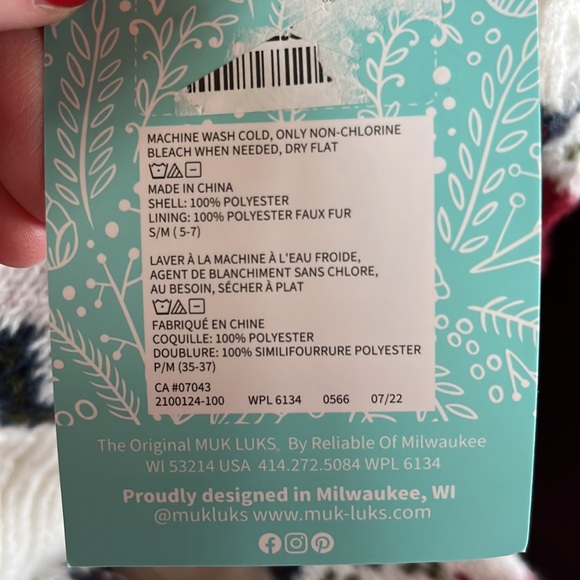 MACHINE WASH COLD, ONLY NON-CHLORINE
BLEACH WHEN NEEDED, DRY FLAT
MADE IN CHINA
SHELL: 100% POLYESTER
LINING: 100% POLYESTER FAUX FUR
S/M ( 5-7)
LAVER À LA MACHINE À L'EAU FROIDE,
AGENT DE BLANCHIMENT SANS CHLORE,
AU BESOIN, SÉCHER À PLAT
FABRIQUÉ EN CHINE
COQUILLE: 100% POLYESTER
DOUBLURE: 100% SIMILIFOURRURE POLYESTER
P/M (35-37)
CA #07043
2100124-100 WPL 6134 0566 07/22
The Original MUK LUKS® By Reliable Of Milwaukee
WI 53214 USA 414.272.5084 WPL 6134
Proudly designed in Milwaukee, WI
@mukluks www.muk-luks.com